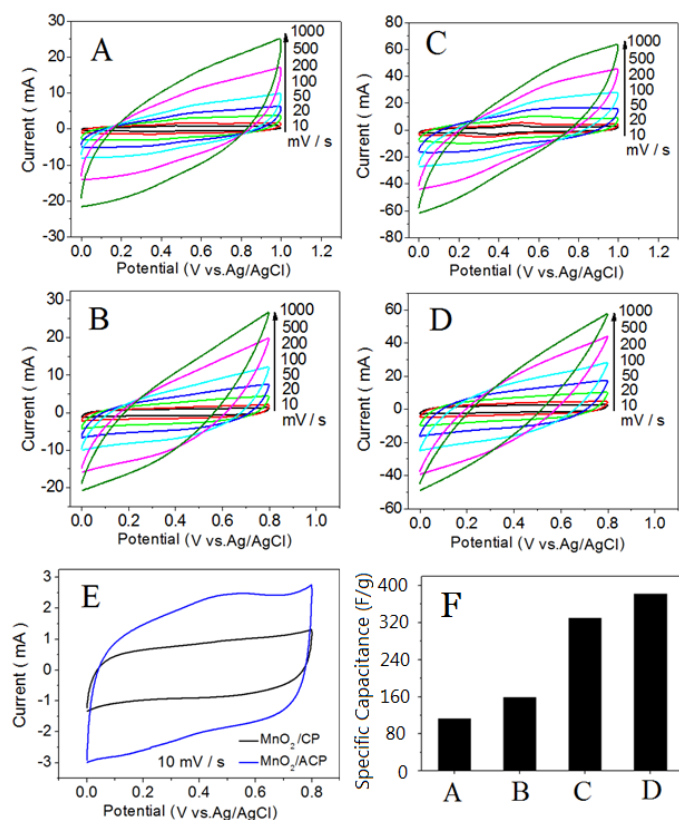 A
30
20
10
0
-10
-20
-30
0.0 0.2 0.4 0.6 0.8 1.0 1.2
Current ( mA )
Potential (V vs.Ag/AgCl)
1000
500
200
100
50
20
10
mV / s
C
80
60
40
20
0
-20
-40
-60
-80
0.0 0.2 0.4 0.6 0.8 1.0 1.2
Current ( mA )
Potential (V vs.Ag/AgCl)
1000
500
200
100
50
20
10
mV / s
B
30
20
10
0
-10
-20
0.0 0.2 0.4 0.6 0.8 1.0
Current ( mA )
Potential (V vs.Ag/AgCl)
1000
500
200
100
50
20
10
mV / s
D
60
40
20
0
-20
-40
-60
0.0 0.2 0.4 0.6 0.8 1.0
Current ( mA )
Potential (V vs.Ag/AgCl)
1000
500
200
100
50
20
10
mV / s
E
3
2
1
0
-1
-2
-3
0.0 0.2 0.4 0.6 0.8
Current ( mA )
Potential (V vs.Ag/AgCl)
10 mV / s
MnO₂/CP
MnO₂/ACP
F
400
320
240
160
80
0
A B C D
Specific Capacitance (F/g)